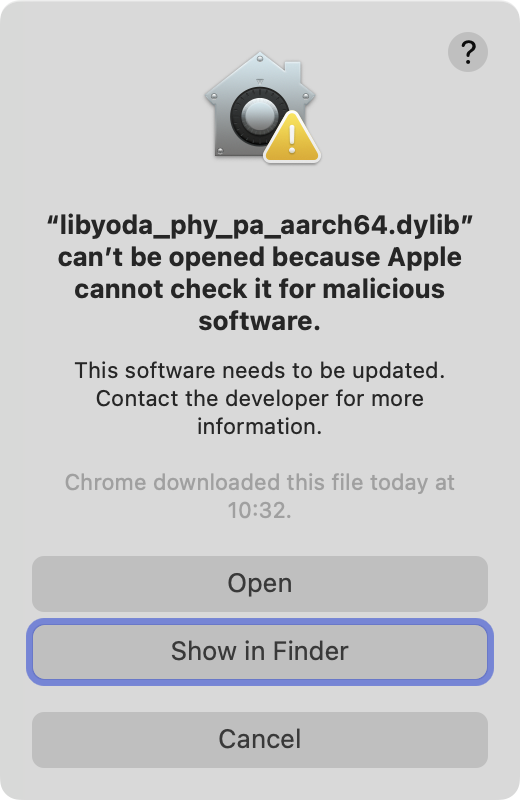 ?
“libyoda_phy_pa_aarch64.dylib”
can’t be opened because Apple
cannot check it for malicious
software.
This software needs to be updated.
Contact the developer for more
information.
Chrome downloaded this file today at
10:32.
Open
Show in Finder
Cancel